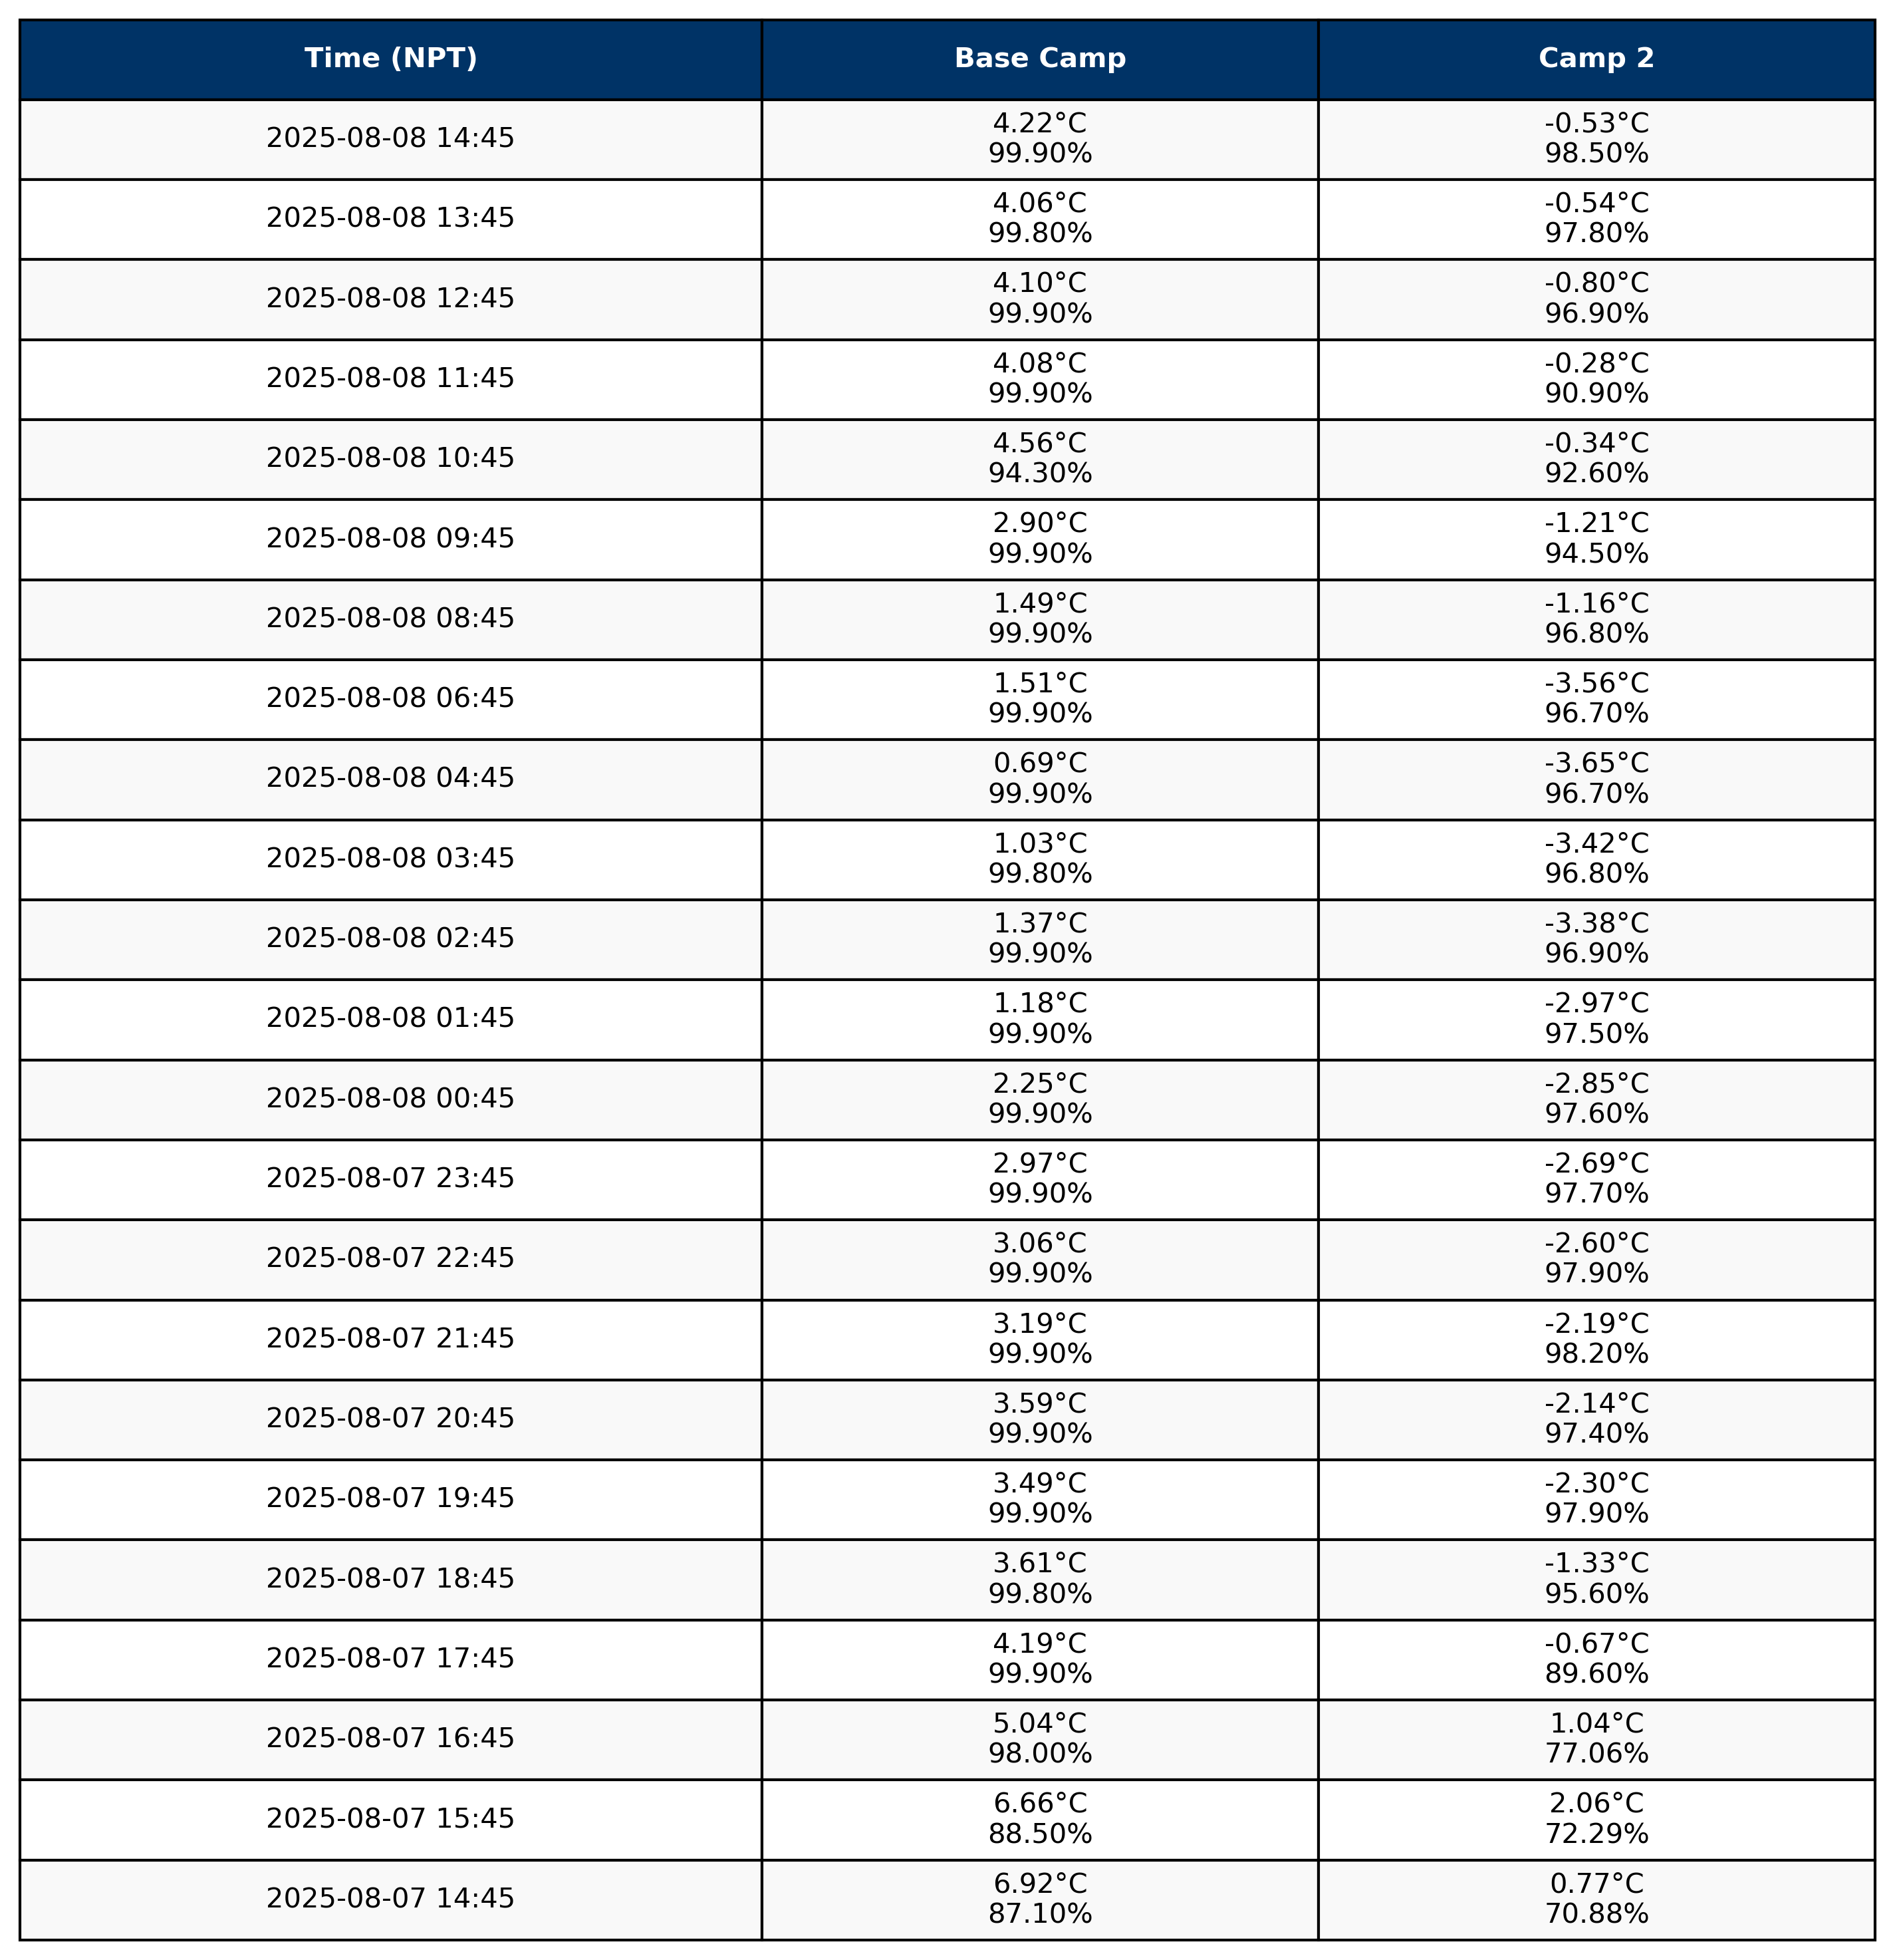 Time (NPT) Base Camp Camp 2
2025-08-08 14:45
4.22°C
99.90%
-0.53°C
98.50%
2025-08-08 13:45
4.06°C
99.80%
-0.54°C
97.80%
2025-08-08 12:45
4.10°C
99.90%
-0.80°C
96.90%
2025-08-08 11:45
4.08°C
99.90%
-0.28°C
90.90%
2025-08-08 10:45
4.56°C
94.30%
-0.34°C
92.60%
2025-08-08 09:45
2.90°C
99.90%
-1.21°C
94.50%
2025-08-08 08:45
1.49°C
99.90%
-1.16°C
96.80%
2025-08-08 06:45
1.51°C
99.90%
-3.56°C
96.70%
2025-08-08 04:45
0.69°C
99.90%
-3.65°C
96.70%
2025-08-08 03:45
1.03°C
99.80%
-3.42°C
96.80%
2025-08-08 02:45
1.37°C
99.90%
-3.38°C
96.90%
2025-08-08 01:45
1.18°C
99.90%
-2.97°C
97.50%
2025-08-08 00:45
2.25°C
99.90%
-2.85°C
97.60%
2025-08-07 23:45
2.97°C
99.90%
-2.69°C
97.70%
2025-08-07 22:45
3.06°C
99.90%
-2.60°C
97.90%
2025-08-07 21:45
3.19°C
99.90%
-2.19°C
98.20%
2025-08-07 20:45
3.59°C
99.90%
-2.14°C
97.40%
2025-08-07 19:45
3.49°C
99.90%
-2.30°C
97.90%
2025-08-07 18:45
3.61°C
99.80%
-1.33°C
95.60%
2025-08-07 17:45
4.19°C
99.90%
-0.67°C
89.60%
2025-08-07 16:45
5.04°C
98.00%
1.04°C
77.06%
2025-08-07 15:45
6.66°C
88.50%
2.06°C
72.29%
2025-08-07 14:45
6.92°C
87.10%
0.77°C
70.88%